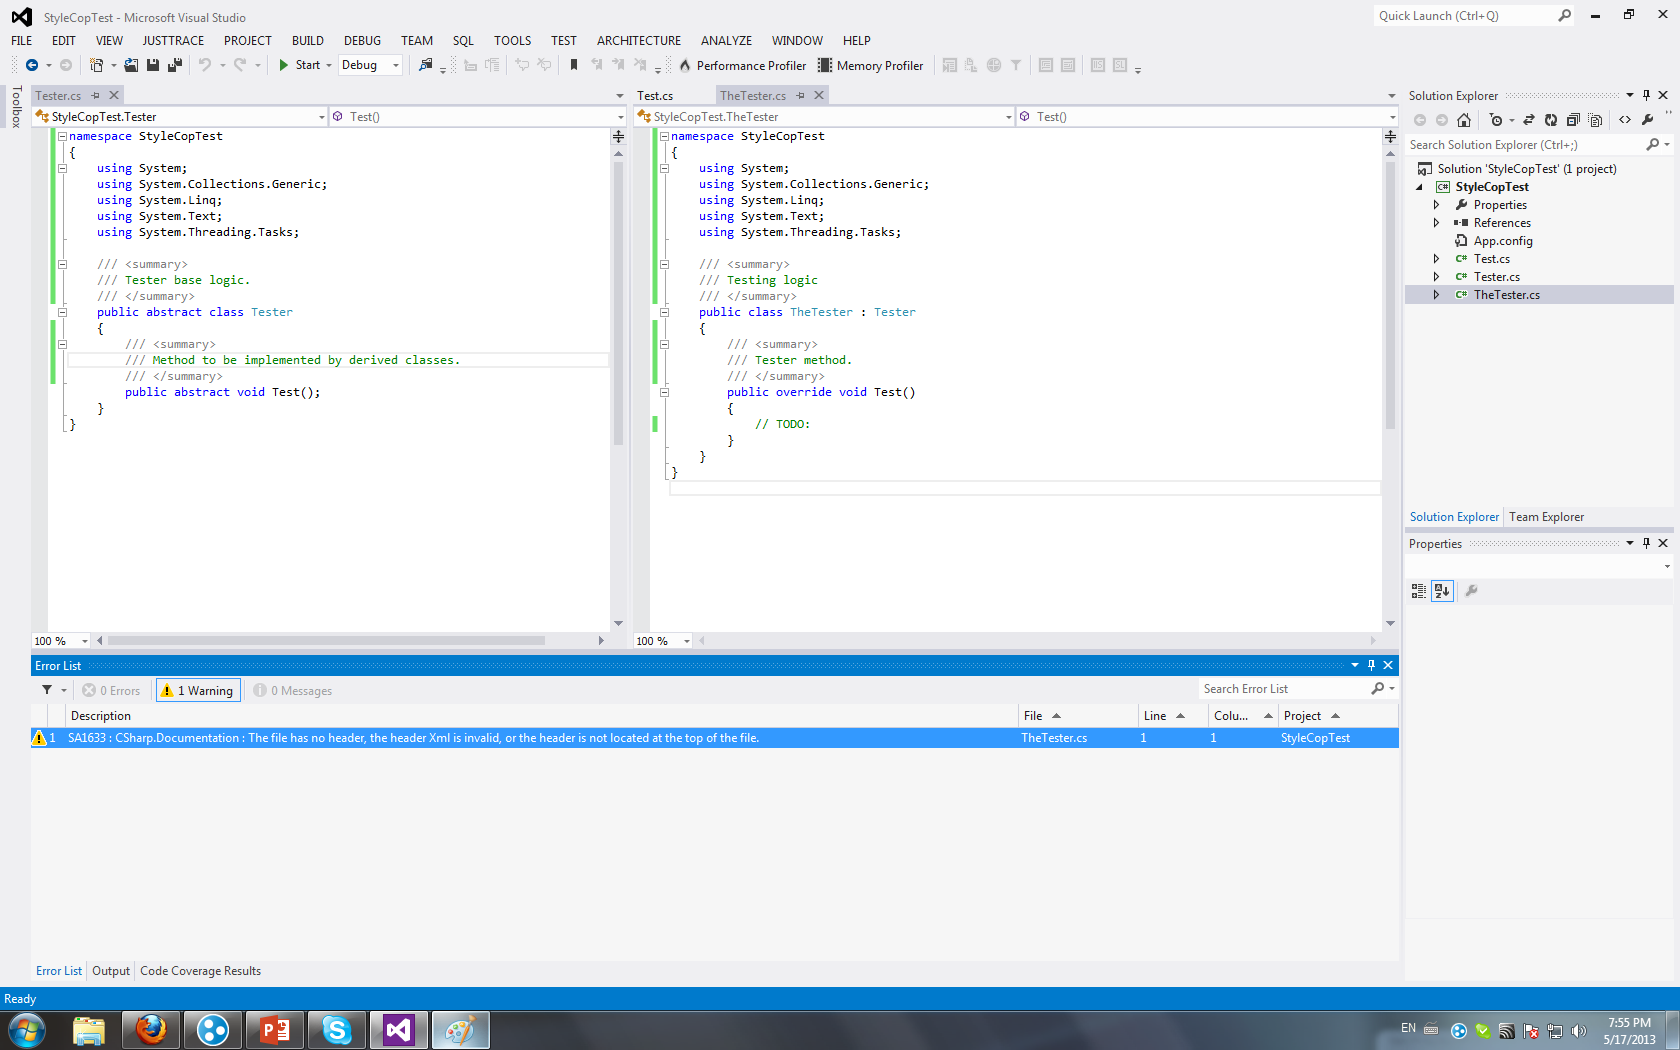 StyleCopTest - Microsoft Visual Studio
Quick Launch (Ctrl+Q)
FILE EDIT VIEW JUSTTRACE PROJECT BUILD DEBUG TEAM SQL TOOLS TEST ARCHITECTURE ANALYZE WINDOW HELP
Start Debug Performance Profiler Memory Profiler
Toolbox
Tester.cs
StyleCopTest.Tester Test()
namespace StyleCopTest
{
using System;
using System.Collections.Generic;
using System.Linq;
using System.Text;
using System.Threading.Tasks;
/// <summary>
/// Tester base logic.
/// </summary>
public abstract class Tester
{
/// <summary>
/// Method to be implemented by derived classes.
/// </summary>
public abstract void Test();
}
}
100 %
Test.cs TheTester.cs
StyleCopTest.TheTester Test()
namespace StyleCopTest
{
using System;
using System.Collections.Generic;
using System.Linq;
using System.Text;
using System.Threading.Tasks;
/// <summary>
/// Testing logic
/// </summary>
public class TheTester : Tester
{
/// <summary>
/// Tester method.
/// </summary>
public override void Test()
{
// TODO:
}
}
}
100 %
Solution Explorer
Search Solution Explorer (Ctrl+;)
Solution 'StyleCopTest' (1 project)
C# StyleCopTest
Properties
References
App.config
C# Test.cs
C# Tester.cs
C# TheTester.cs
Solution Explorer Team Explorer
Properties
Error List
0 Errors 1 Warning 0 Messages
Search Error List
Description File Line Colu... Project
1 SA1633 : CSharp.Documentation : The file has no header, the header Xml is invalid, or the header is not located at the top of the file. TheTester.cs 1 1 StyleCopTest
Error List Output Code Coverage Results
Ready
EN
7:55 PM
5/17/2013